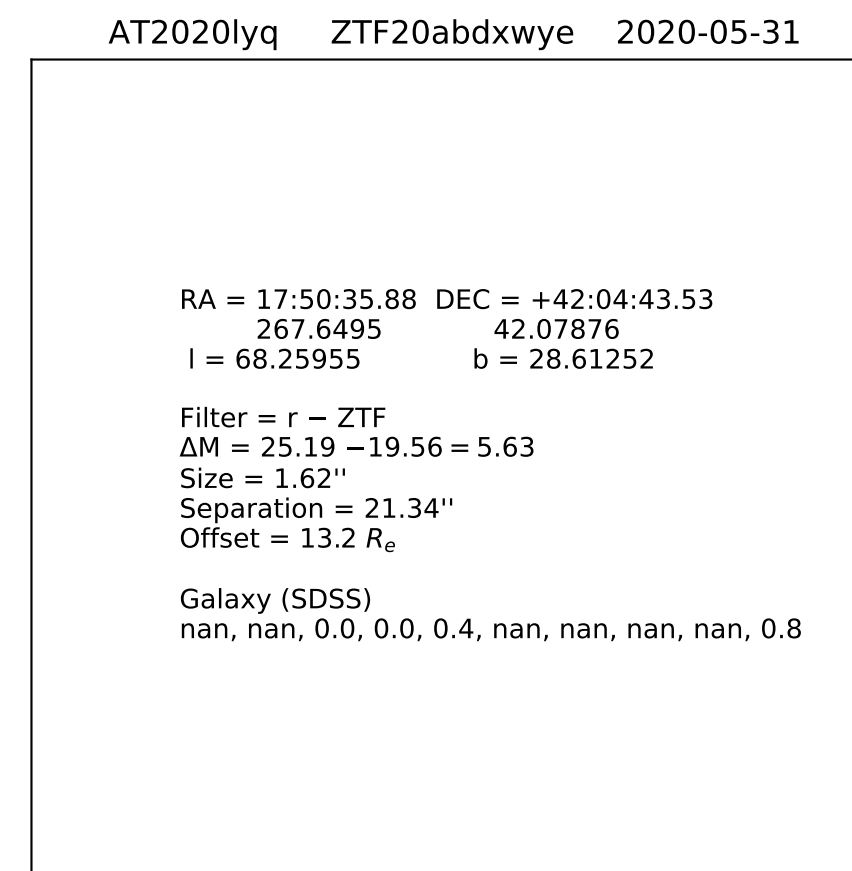 AT2020lyq ZTF20abdxwye 2020-05-31
RA = 17:50:35.88 DEC = +42:04:43.53
267.6495 42.07876
l = 68.25955 b = 28.61252
Filter = r − ZTF
ΔM = 25.19 −19.56 = 5.63
Size = 1.62''
Separation = 21.34''
Offset = 13.2 Re
Galaxy (SDSS)
nan, nan, 0.0, 0.0, 0.4, nan, nan, nan, nan, 0.8